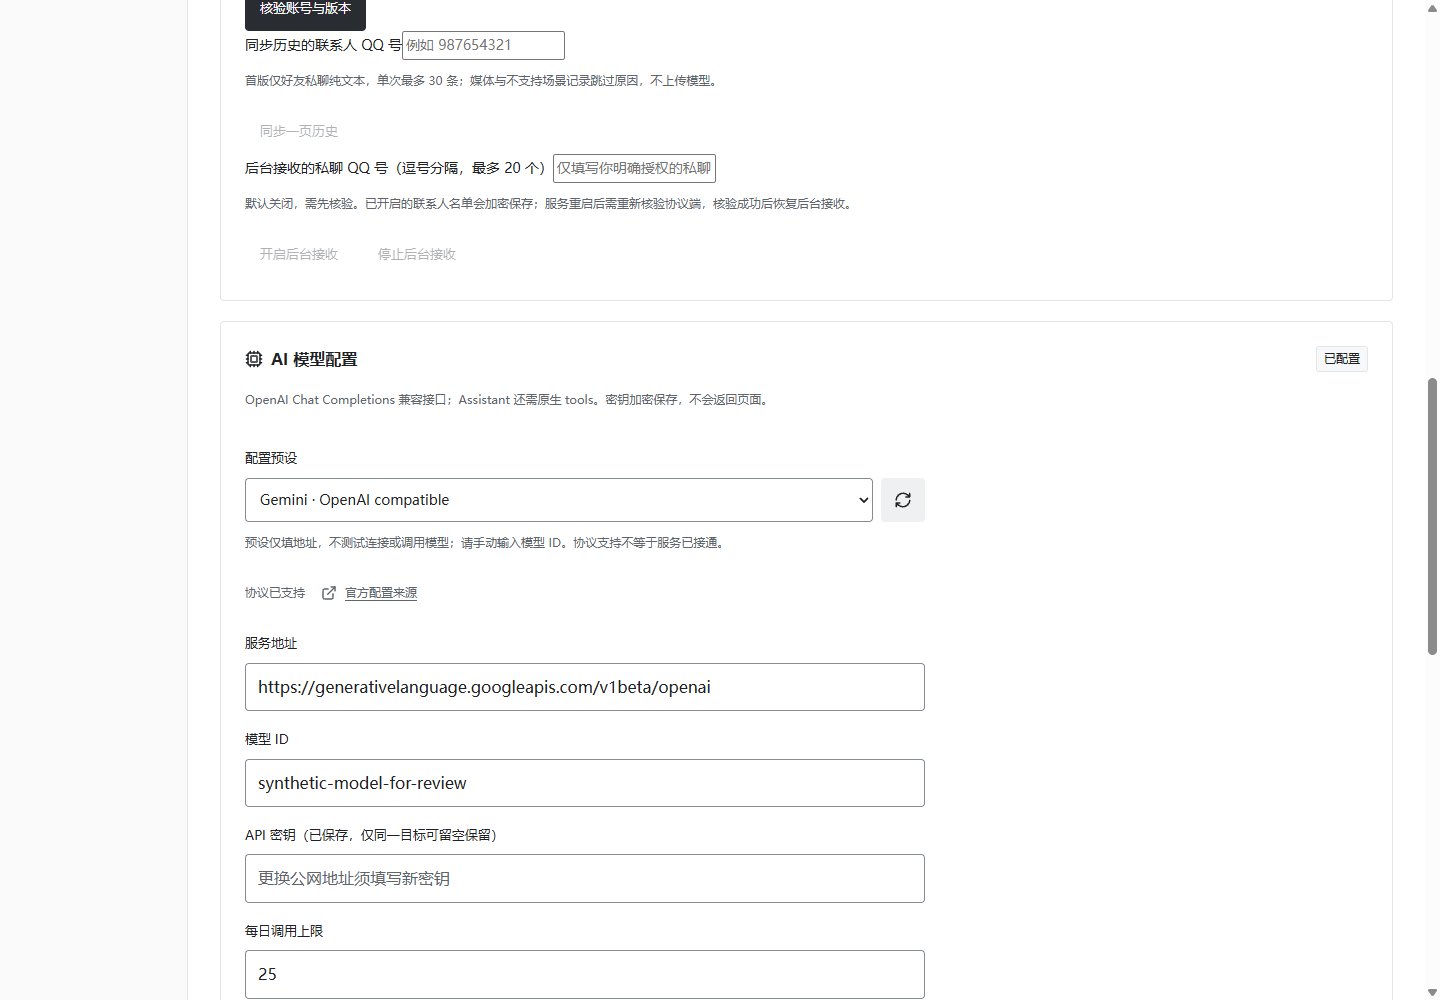 核验账号与版本
同步历史的联系人 QQ 号 例如 987654321
首版仅好友私聊纯文本，单次最多 30 条；媒体与不支持场景记录跳过原因，不上传模型。
同步一页历史
后台接收的私聊 QQ 号（逗号分隔，最多 20 个） 仅填写你明确授权的私聊
默认关闭，需先核验。已开启的联系人名单会加密保存；服务重启后需重新核验协议端，核验成功后恢复后台接收。
开启后台接收 停止后台接收
AI 模型配置 已配置
OpenAI Chat Completions 兼容接口；Assistant 还需原生 tools。密钥加密保存，不会返回页面。
配置预设
Gemini · OpenAI compatible
预设仅填地址，不测试连接或调用模型；请手动输入模型 ID。协议支持不等于服务已接通。
协议已支持 官方配置来源
服务地址
https://generativelanguage.googleapis.com/v1beta/openai
模型 ID
synthetic-model-for-review
API 密钥（已保存，仅同一目标可留空保留）
更换公网地址须填写新密钥
每日调用上限
25